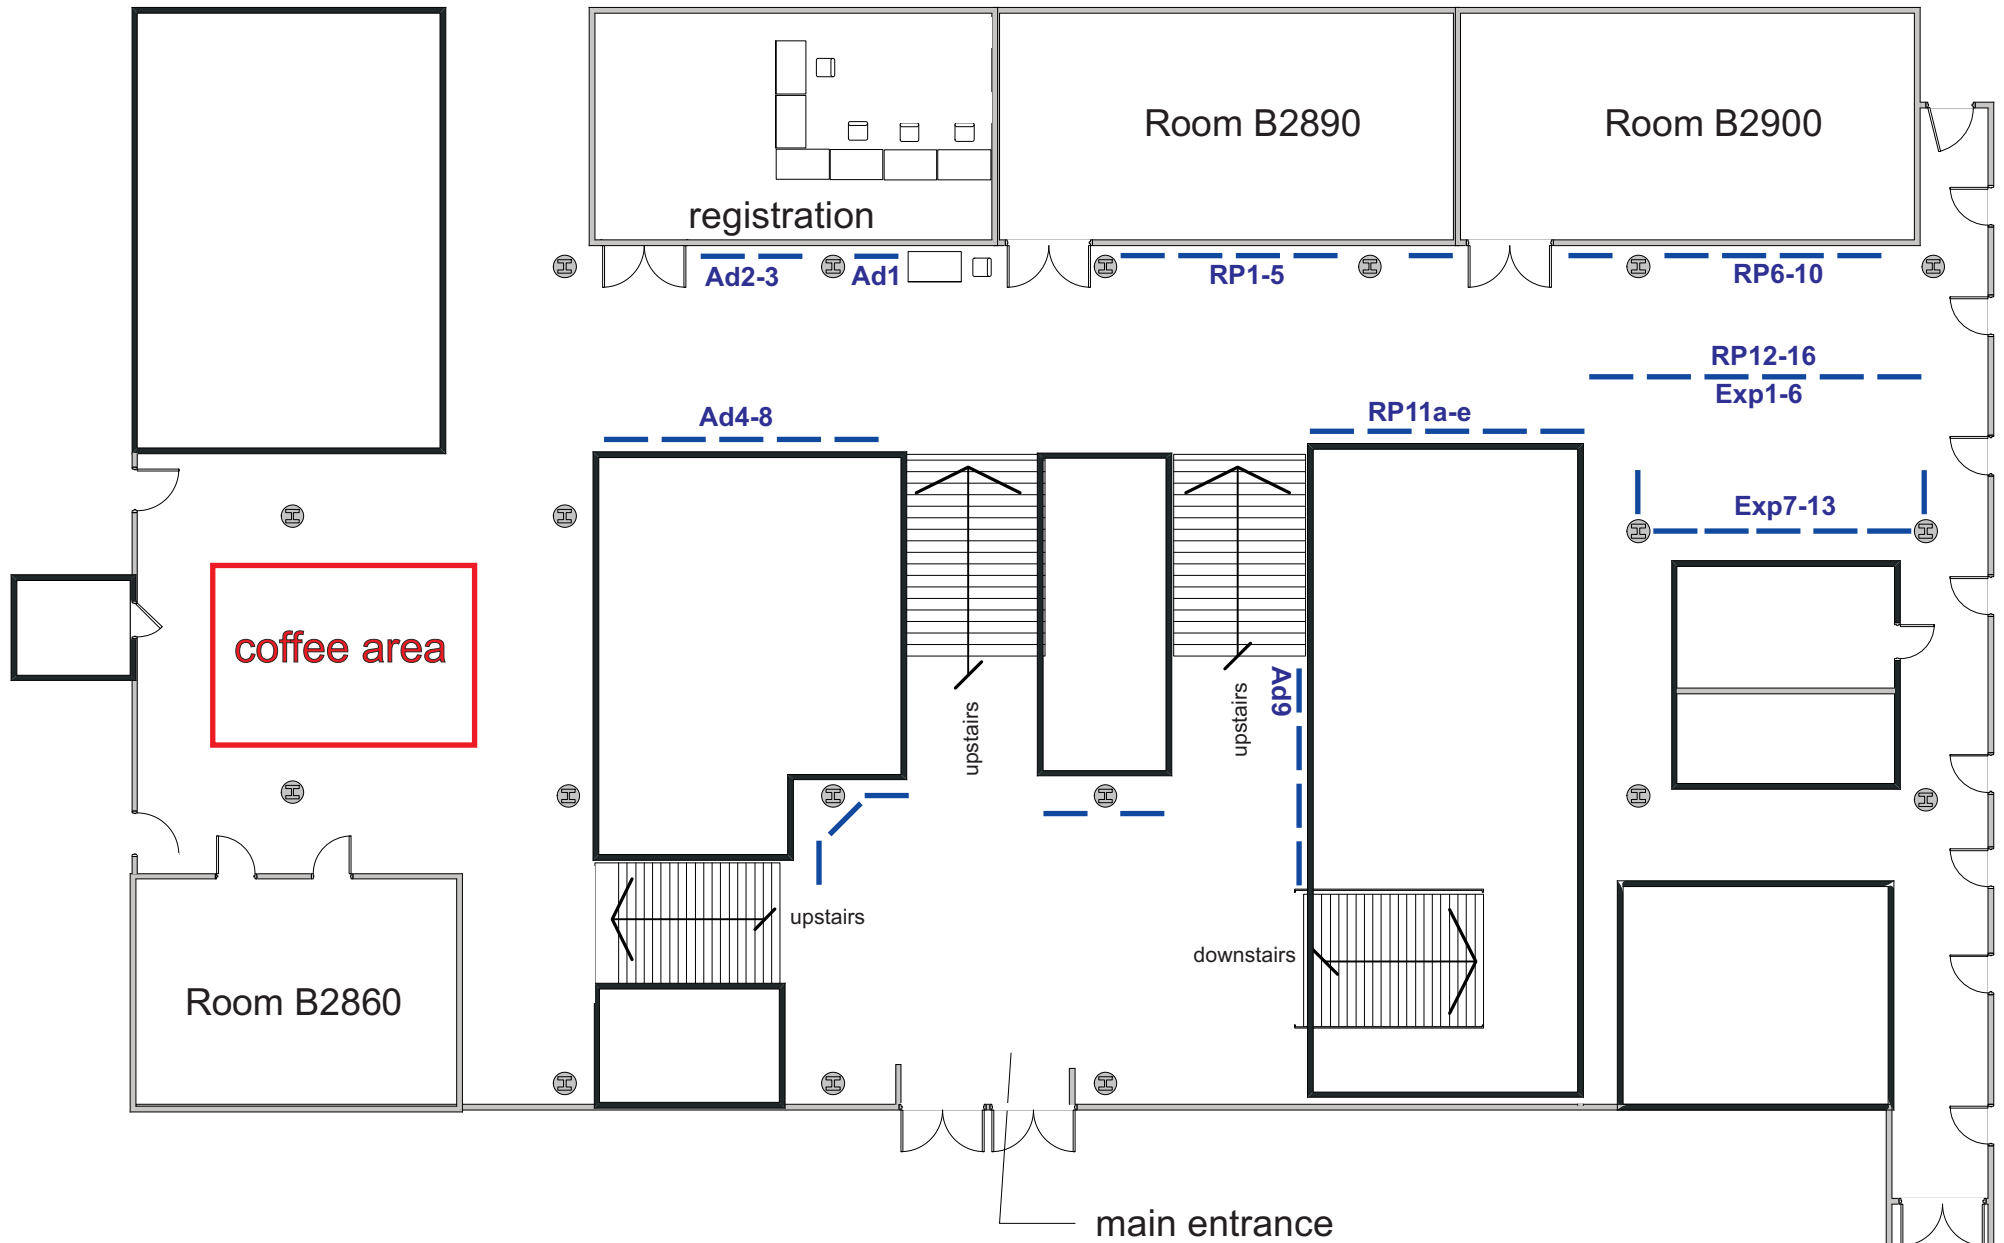 Room B2890
Room B2900
registration
Ad2-3
Ad1
RP1-5
RP6-10
RP12-16
Exp1-6
Ad4-8
RP11a-e
Exp7-13
coffee area
Ad9
upstairs
upstairs
upstairs
downstairs
Room B2860
main entrance